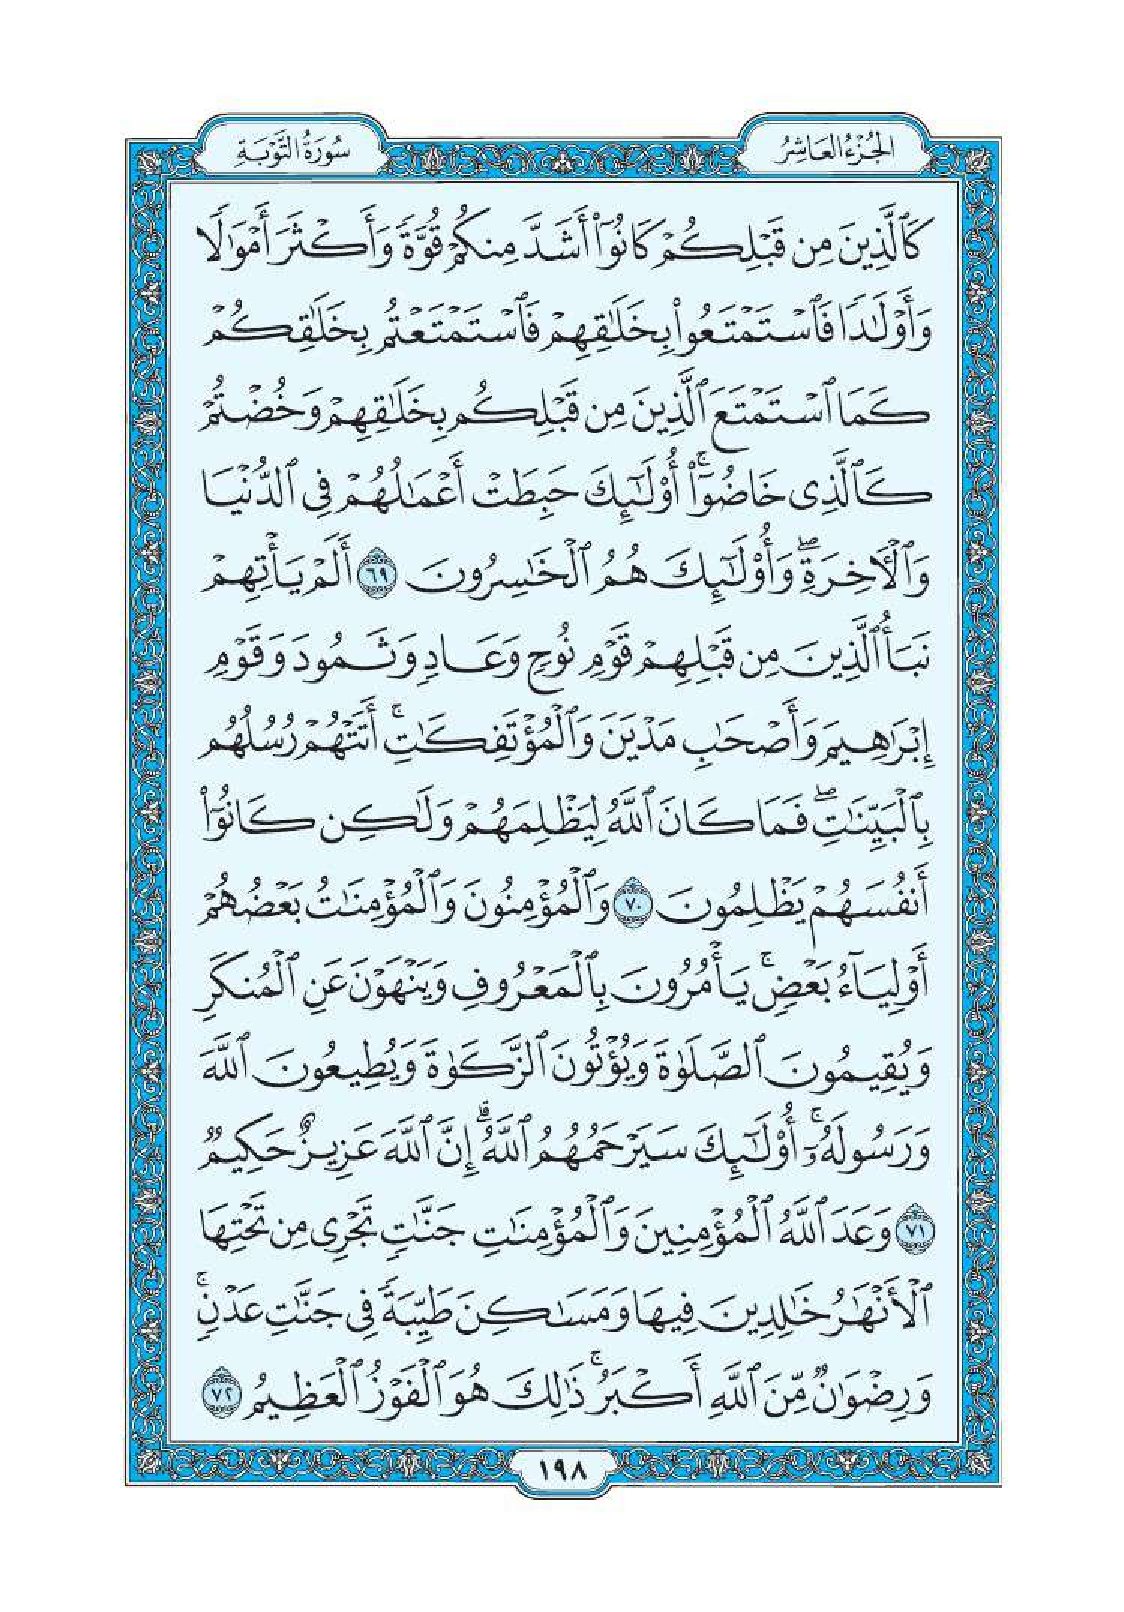 الجُزْءُ العَاشِرُ
سُورَةُ التَّوْبَةِ
كَٱلَّذِينَ مِن قَبْلِكُمْ كَانُوٓا۟ أَشَدَّ مِنكُمْ قُوَّةً وَأَكْثَرَ أَمْوَٰلًا
وَأَوْلَٰدًا فَٱسْتَمْتَعُوا۟ بِخَلَٰقِهِمْ فَٱسْتَمْتَعْتُم بِخَلَٰقِكُمْ
كَمَا ٱسْتَمْتَعَ ٱلَّذِينَ مِن قَبْلِكُم بِخَلَٰقِهِمْ وَخُضْتُمْ
كَٱلَّذِى خَاضُوٓا۟ ۚ أُو۟لَٰٓئِكَ حَبِطَتْ أَعْمَٰلُهُمْ فِى ٱلدُّنْيَا
وَٱلْءَاخِرَةِ ۖ وَأُو۟لَٰٓئِكَ هُمُ ٱلْخَٰسِرُونَ ٦٩ أَلَمْ يَأْتِهِمْ
نَبَأُ ٱلَّذِينَ مِن قَبْلِهِمْ قَوْمِ نُوحٍ وَعَادٍ وَثَمُودَ وَقَوْمِ
إِبْرَٰهِيمَ وَأَصْحَٰبِ مَدْيَنَ وَٱلْمُؤْتَفِكَٰتِ ۚ أَتَتْهُمْ رُسُلُهُم
بِٱلْبَيِّنَٰتِ ۖ فَمَا كَانَ ٱللَّهُ لِيَظْلِمَهُمْ وَلَٰكِن كَانُوٓا۟
أَنفُسَهُمْ يَظْلِمُونَ ٧٠ وَٱلْمُؤْمِنُونَ وَٱلْمُؤْمِنَٰتُ بَعْضُهُمْ
أَوْلِيَآءُ بَعْضٍ ۚ يَأْمُرُونَ بِٱلْمَعْرُوفِ وَيَنْهَوْنَ عَنِ ٱلْمُنكَرِ
وَيُقِيمُونَ ٱلصَّلَوٰةَ وَيُؤْتُونَ ٱلزَّكَوٰةَ وَيُطِيعُونَ ٱللَّهَ
وَرَسُولَهُۥٓ ۚ أُو۟لَٰٓئِكَ سَيَرْحَمُهُمُ ٱللَّهُ ۗ إِنَّ ٱللَّهَ عَزِيزٌ حَكِيمٌ
٧١ وَعَدَ ٱللَّهُ ٱلْمُؤْمِنِينَ وَٱلْمُؤْمِنَٰتِ جَنَّٰتٍ تَجْرِى مِن تَحْتِهَا
ٱلْأَنْهَٰرُ خَٰلِدِينَ فِيهَا وَمَسَٰكِنَ طَيِّبَةً فِى جَنَّٰتِ عَدْنٍ ۚ
وَرِضْوَٰنٌ مِّنَ ٱللَّهِ أَكْبَرُ ۚ ذَٰلِكَ هُوَ ٱلْفَوْزُ ٱلْعَظِيمُ ٧٢
١٩٨